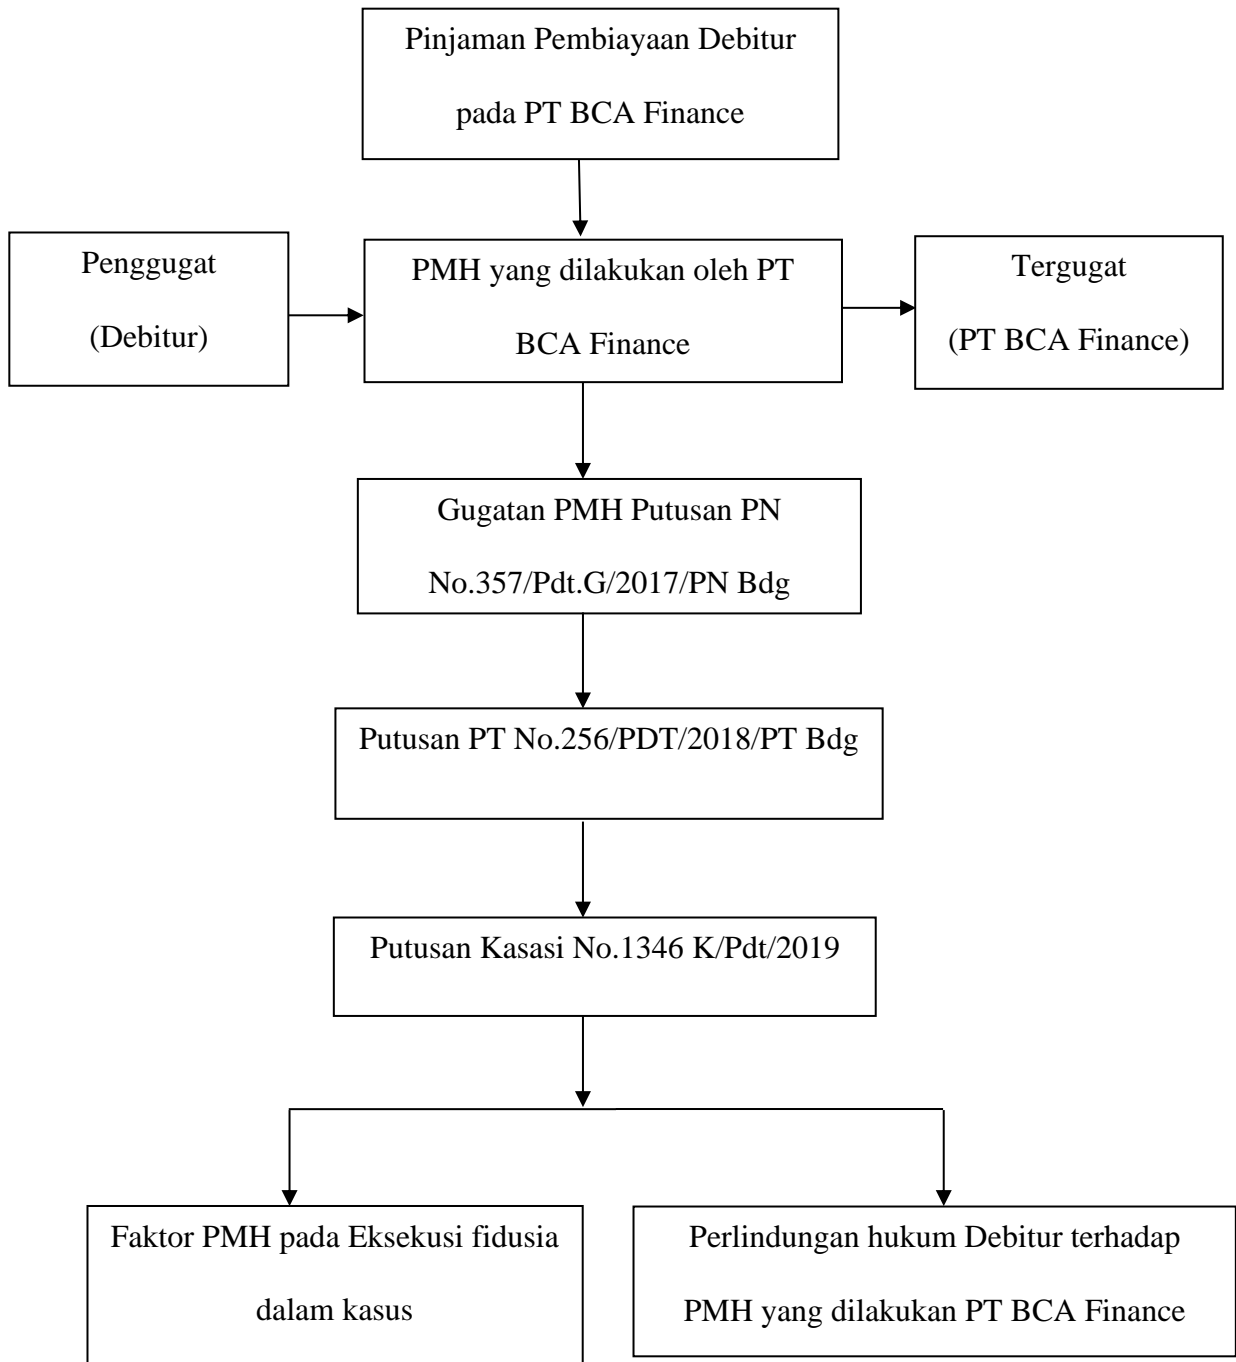 Pinjaman Pembiayaan Debitur
pada PT BCA Finance
Penggugat
(Debitur)
PMH yang dilakukan oleh PT
BCA Finance
Tergugat
(PT BCA Finance)
Gugatan PMH Putusan PN
No.357/Pdt.G/2017/PN Bdg
Putusan PT No.256/PDT/2018/PT Bdg
Putusan Kasasi No.1346 K/Pdt/2019
Faktor PMH pada Eksekusi fidusia
dalam kasus
Perlindungan hukum Debitur terhadap
PMH yang dilakukan PT BCA Finance